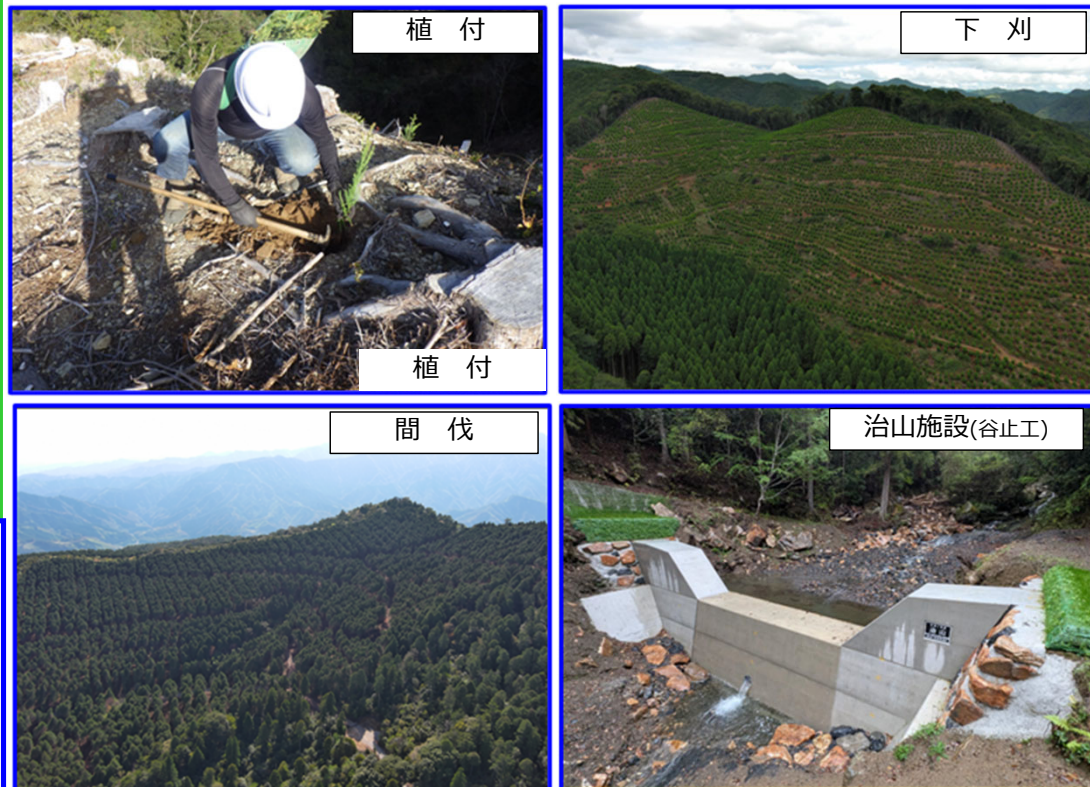 植　付
下　刈
植　付
間　伐
治山施設(谷止工)